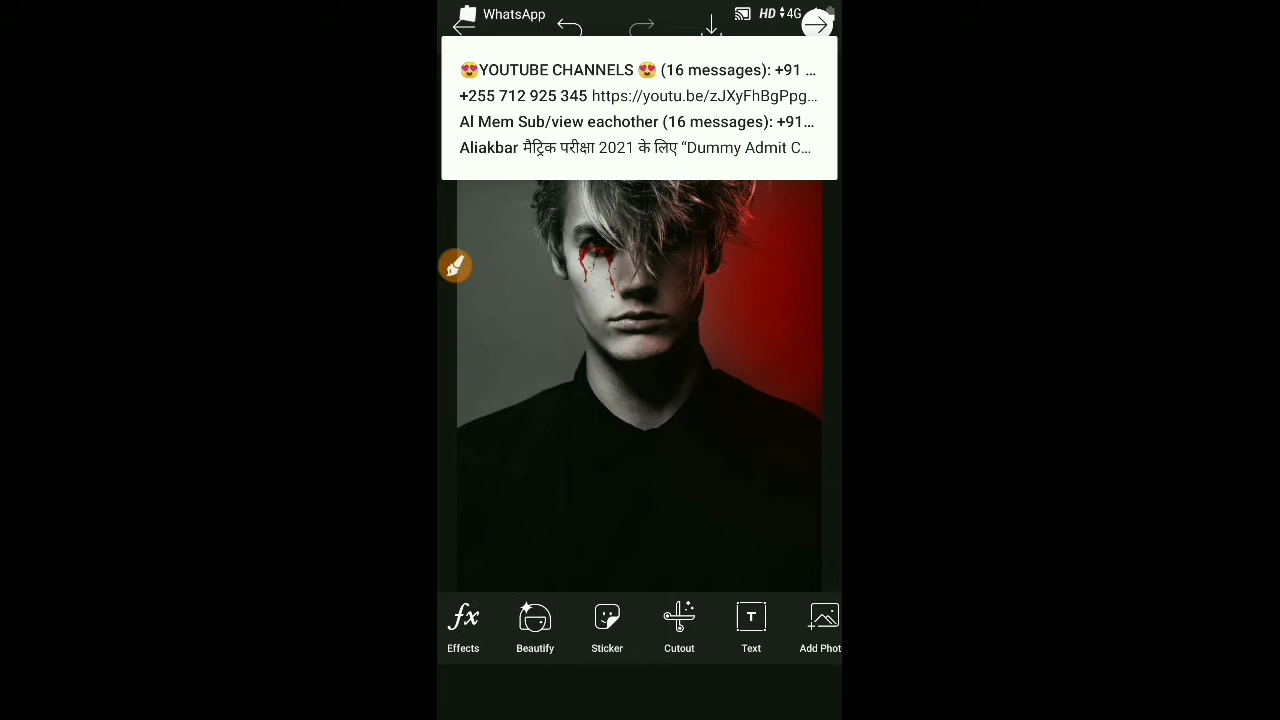 WhatsApp
HD 4G
😍YOUTUBE CHANNELS 😍 (16 messages): +91 ...
+255 712 925 345 https://youtu.be/zJXyFhBgPpg...
Al Mem Sub/view eachother (16 messages): +91...
Aliakbar मैट्रिक परीक्षा 2021 के लिए “Dummy Admit C...
fx
T
Effects
Beautify
Sticker
Cutout
Text
Add Phot